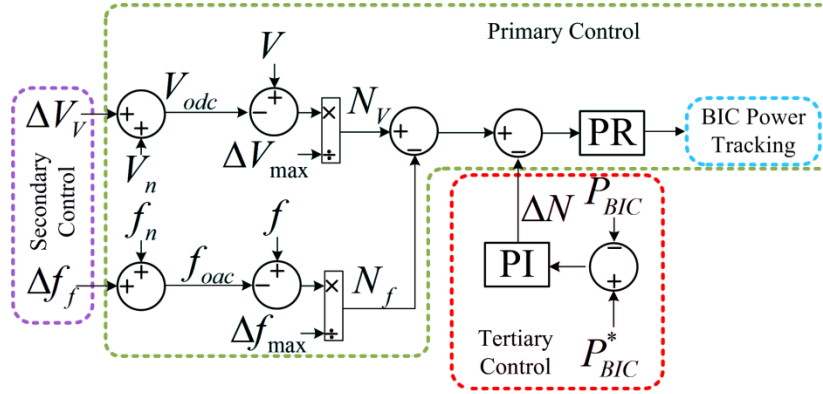 Primary Control
V
V_odc
N_V
ΔV_V
+
+
−
+
×
÷
+
−
+
−
PR
BIC Power
Tracking
ΔV_max
V_n
Secondary
Control
f_n
f
ΔN
P_BIC
f_oac
N_f
Δf_f
+
+
−
+
×
÷
PI
−
+
Δf_max
Tertiary
Control
P*_BIC